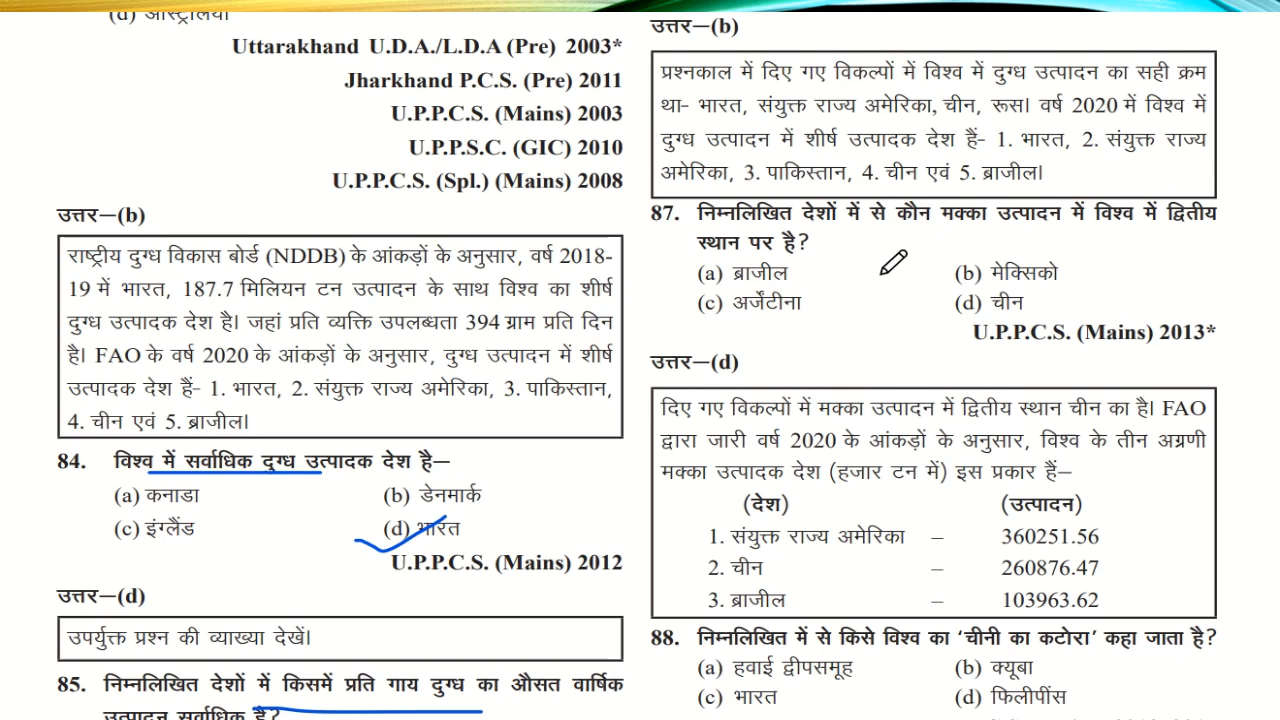 (d) ऑस्ट्रेलिया
Uttarakhand U.D.A./L.D.A (Pre) 2003*
Jharkhand P.C.S. (Pre) 2011
U.P.P.C.S. (Mains) 2003
U.P.P.S.C. (GIC) 2010
U.P.P.C.S. (Spl.) (Mains) 2008
उत्तर—(b)
राष्ट्रीय दुग्ध विकास बोर्ड (NDDB) के आंकड़ों के अनुसार, वर्ष 2018-
19 में भारत, 187.7 मिलियन टन उत्पादन के साथ विश्व का शीर्ष
दुग्ध उत्पादक देश है। जहां प्रति व्यक्ति उपलब्धता 394 ग्राम प्रति दिन
है। FAO के वर्ष 2020 के आंकड़ों के अनुसार, दुग्ध उत्पादन में शीर्ष
उत्पादक देश हैं- 1. भारत, 2. संयुक्त राज्य अमेरिका, 3. पाकिस्तान,
4. चीन एवं 5. ब्राजील।
84. विश्व में सर्वाधिक दुग्ध उत्पादक देश है—
(a) कनाडा (b) डेनमार्क
(c) इंग्लैंड (d) भारत
U.P.P.C.S. (Mains) 2012
उत्तर—(d)
उपर्युक्त प्रश्न की व्याख्या देखें।
85. निम्नलिखित देशों में किसमें प्रति गाय दुग्ध का औसत वार्षिक
उत्पादन सर्वाधिक है?
उत्तर—(b)
प्रश्नकाल में दिए गए विकल्पों में विश्व में दुग्ध उत्पादन का सही क्रम
था- भारत, संयुक्त राज्य अमेरिका, चीन, रूस। वर्ष 2020 में विश्व में
दुग्ध उत्पादन में शीर्ष उत्पादक देश हैं- 1. भारत, 2. संयुक्त राज्य
अमेरिका, 3. पाकिस्तान, 4. चीन एवं 5. ब्राजील।
87. निम्नलिखित देशों में से कौन मक्का उत्पादन में विश्व में द्वितीय
स्थान पर है?
(a) ब्राजील (b) मेक्सिको
(c) अर्जेंटीना (d) चीन
U.P.P.C.S. (Mains) 2013*
उत्तर—(d)
दिए गए विकल्पों में मक्का उत्पादन में द्वितीय स्थान चीन का है। FAO
द्वारा जारी वर्ष 2020 के आंकड़ों के अनुसार, विश्व के तीन अग्रणी
मक्का उत्पादक देश (हजार टन में) इस प्रकार हैं—
(देश) (उत्पादन)
1. संयुक्त राज्य अमेरिका – 360251.56
2. चीन – 260876.47
3. ब्राजील – 103963.62
88. निम्नलिखित में से किसे विश्व का ‘चीनी का कटोरा’ कहा जाता है?
(a) हवाई द्वीपसमूह (b) क्यूबा
(c) भारत (d) फिलीपींस